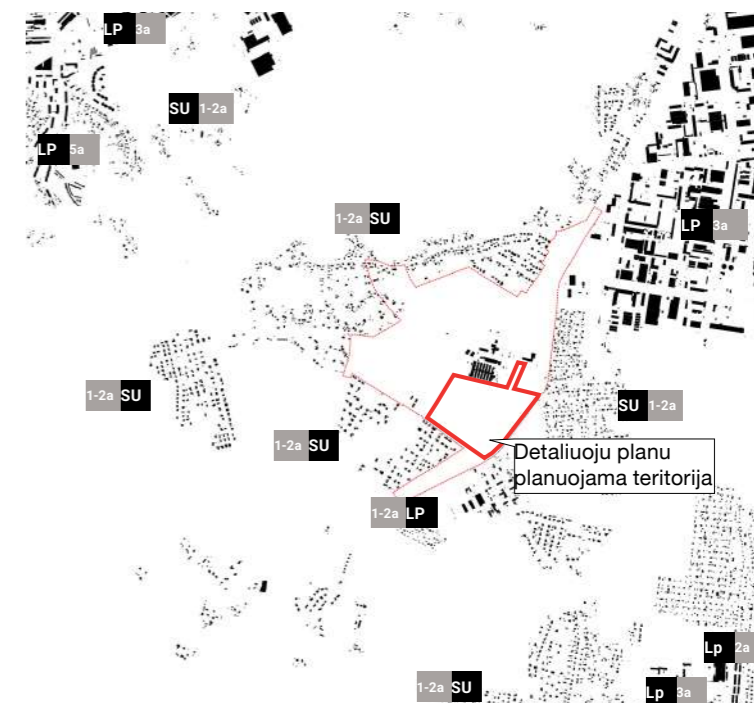 LP 3a
SU 1-2a
LP 5a
1-2a SU
LP 3a
1-2a SU
SU 1-2a
1-2a SU
Detaliuoju planu
planuojama teritorija
1-2a LP
Lp 2a
1-2a SU
Lp 3a